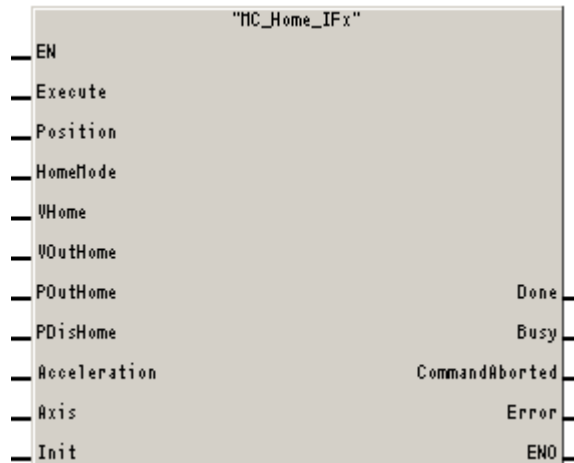 "MC_Home_IFx"
EN
Execute
Position
HomeMode
VHome
VOutHome
POutHome Done
PDisHome Busy
Acceleration CommandAborted
Axis Error
Init ENO